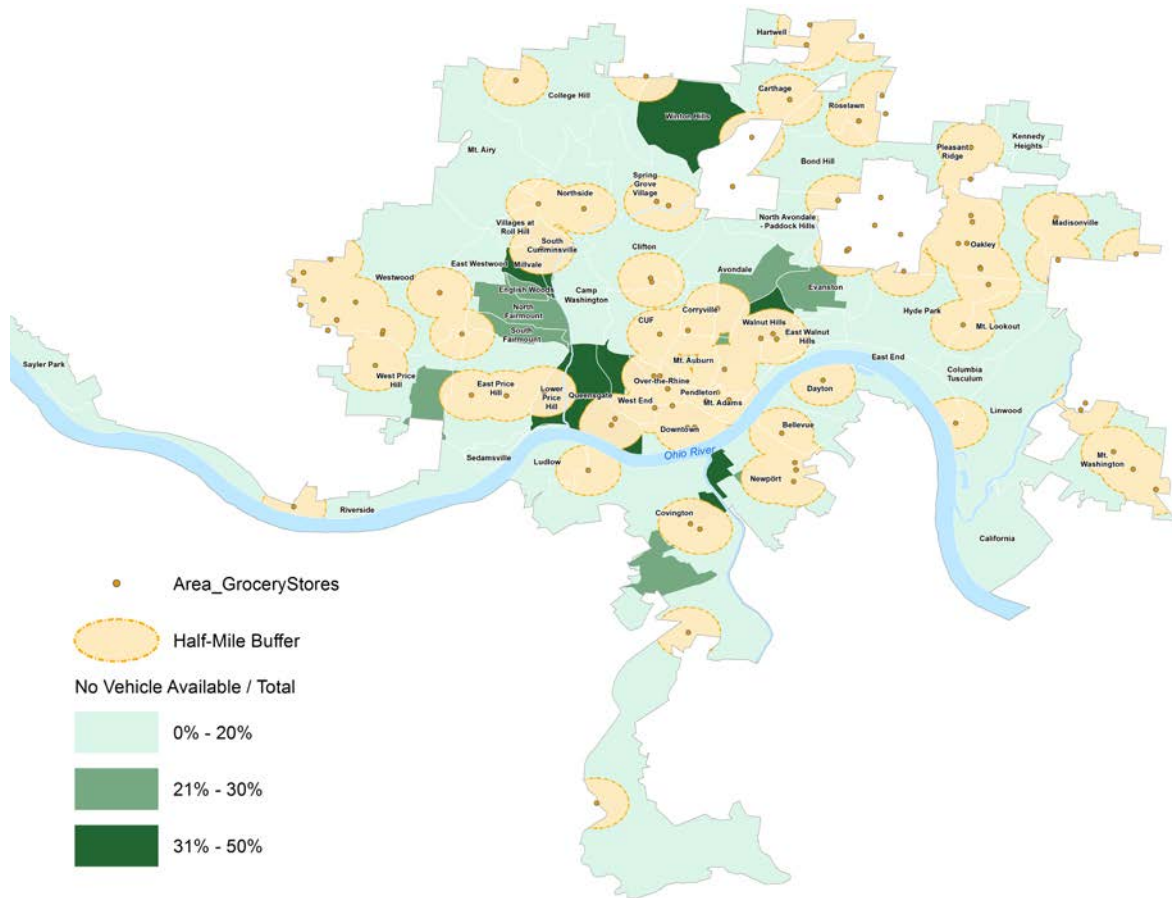 Hartwell
Carthage
College Hill
Roselawn
Winton Hills
Kennedy
Heights
Pleasant
Ridge
Mt. Airy
Bond Hill
Spring
Grove
Village
Northside
North Avondale
- Paddock Hills
Madisonville
Villages at
Roll Hill
South
Cumminsville
Clifton
Oakley
East Westwood
Millvale
Avondale
Westwood
English Woods
Camp
Washington
Evanston
North
Fairmount
Corryville
Hyde Park
CUF
Walnut Hills
Mt. Lookout
South
Fairmount
East Walnut
Hills
Sayler Park
Mt. Auburn
East End
Columbia
Tusculum
West Price
Hill
East Price
Hill
Lower
Price
Hill
Queensgate
Over-the-Rhine
Pendleton
Dayton
West End
Mt. Adams
Linwood
Downtown
Bellevue
Sedamsville
Ludlow
Ohio River
Mt.
Washington
Newport
Riverside
Covington
California
Area_GroceryStores
Half-Mile Buffer
No Vehicle Available / Total
0% - 20%
21% - 30%
31% - 50%